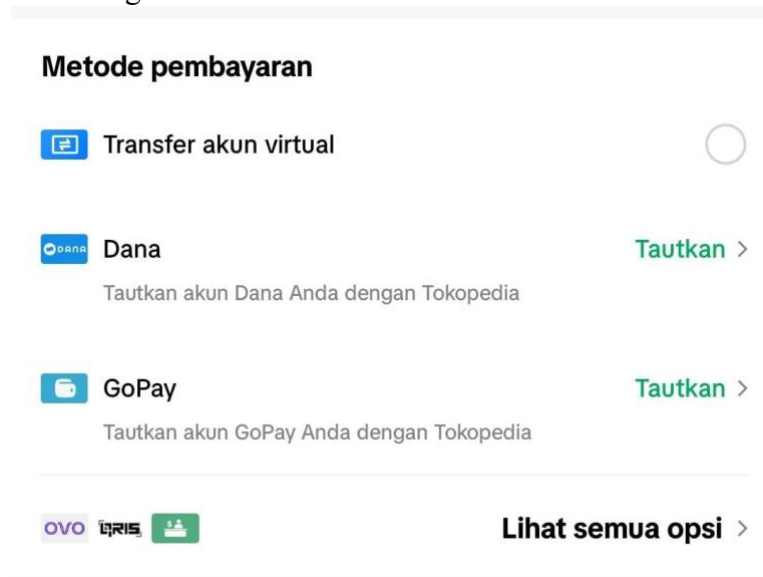 Metode pembayaran
Transfer akun virtual
DANA Dana Tautkan >
Tautkan akun Dana Anda dengan Tokopedia
GoPay Tautkan >
Tautkan akun GoPay Anda dengan Tokopedia
OVO QRIS Lihat semua opsi >